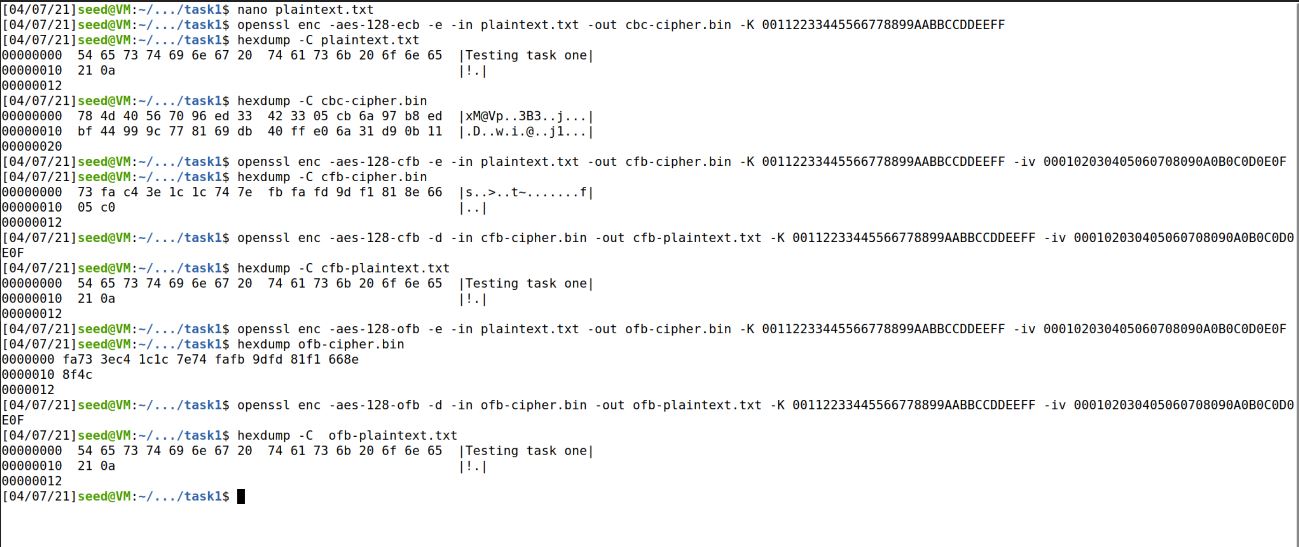 [04/07/21]seed@VM:~/.../task1$ nano plaintext.txt
[04/07/21]seed@VM:~/.../task1$ openssl enc -aes-128-ecb -e -in plaintext.txt -out cbc-cipher.bin -K 00112233445566778899AABBCCDDEEFF
[04/07/21]seed@VM:~/.../task1$ hexdump -C plaintext.txt
00000000  54 65 73 74 69 6e 67 20  74 61 73 6b 20 6f 6e 65  |Testing task one|
00000010  21 0a                                             |!.|
00000012
[04/07/21]seed@VM:~/.../task1$ hexdump -C cbc-cipher.bin
00000000  78 4d 40 56 70 96 ed 33  42 33 05 cb 6a 97 b8 ed  |xM@Vp..3B3..j...|
00000010  bf 44 99 9c 77 81 69 db  40 ff e0 6a 31 d9 0b 11  |.D..w.i.@..j1...|
00000020
[04/07/21]seed@VM:~/.../task1$ openssl enc -aes-128-cfb -e -in plaintext.txt -out cfb-cipher.bin -K 00112233445566778899AABBCCDDEEFF -iv 000102030405060708090A0B0C0D0E0F
[04/07/21]seed@VM:~/.../task1$ hexdump -C cfb-cipher.bin
00000000  73 fa c4 3e 1c 1c 74 7e  fb fa fd 9d f1 81 8e 66  |s..>..t~.......f|
00000010  05 c0                                             |..|
00000012
[04/07/21]seed@VM:~/.../task1$ openssl enc -aes-128-cfb -d -in cfb-cipher.bin -out cfb-plaintext.txt -K 00112233445566778899AABBCCDDEEFF -iv 000102030405060708090A0B0C0D0
E0F
[04/07/21]seed@VM:~/.../task1$ hexdump -C cfb-plaintext.txt
00000000  54 65 73 74 69 6e 67 20  74 61 73 6b 20 6f 6e 65  |Testing task one|
00000010  21 0a                                             |!.|
00000012
[04/07/21]seed@VM:~/.../task1$ openssl enc -aes-128-ofb -e -in plaintext.txt -out ofb-cipher.bin -K 00112233445566778899AABBCCDDEEFF -iv 000102030405060708090A0B0C0D0E0F
[04/07/21]seed@VM:~/.../task1$ hexdump ofb-cipher.bin
0000000 fa73 3ec4 1c1c 7e74 fafb 9dfd 81f1 668e
0000010 8f4c
0000012
[04/07/21]seed@VM:~/.../task1$ openssl enc -aes-128-ofb -d -in ofb-cipher.bin -out ofb-plaintext.txt -K 00112233445566778899AABBCCDDEEFF -iv 000102030405060708090A0B0C0D0
E0F
[04/07/21]seed@VM:~/.../task1$ hexdump -C  ofb-plaintext.txt
00000000  54 65 73 74 69 6e 67 20  74 61 73 6b 20 6f 6e 65  |Testing task one|
00000010  21 0a                                             |!.|
00000012
[04/07/21]seed@VM:~/.../task1$